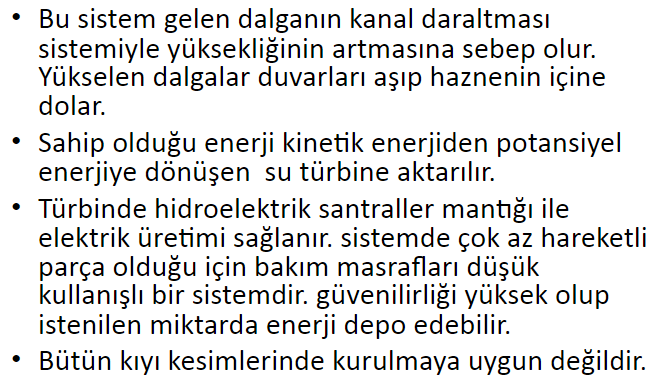 • Bu sistem gelen dalganın kanal daraltması
sistemiyle yüksekliğinin artmasına sebep olur.
Yükselen dalgalar duvarları aşıp haznenin içine
dolar.
• Sahip olduğu enerji kinetik enerjiden potansiyel
enerjiye dönüşen  su türbine aktarılır.
• Türbinde hidroelektrik santraller mantığı ile
elektrik üretimi sağlanır. sistemde çok az hareketli
parça olduğu için bakım masrafları düşük
kullanışlı bir sistemdir. güvenilirliği yüksek olup
istenilen miktarda enerji depo edebilir.
• Bütün kıyı kesimlerinde kurulmaya uygun değildir.